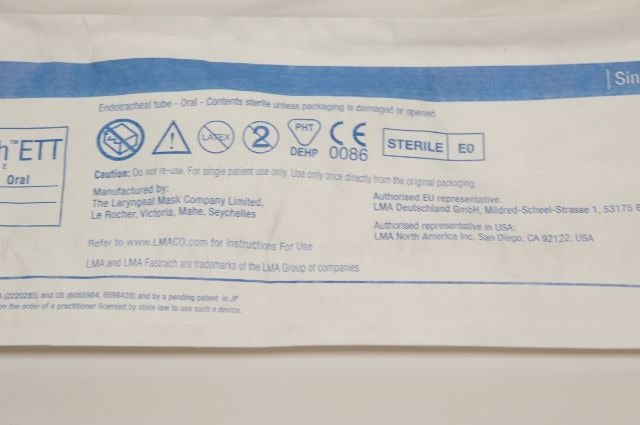 Sin
Endotracheal tube - Oral - Contents sterile unless packaging is damaged or opened
h™ETT
E
Oral
LATEX
2
PHT
DEHP
CE
0086
STERILE EO
Caution: Do not re-use. For single patient use only. Use only once directly from the original packaging
Manufactured by:
The Laryngeal Mask Company Limited,
Le Rocher, Victoria, Mahe, Seychelles
Authorised EU representative:
LMA Deutschland GmbH, Mildred-Scheel-Strasse 1, 53175 B
Authorised representative in USA:
LMA North America Inc, San Diego, CA 92122, USA
Refer to www.LMACO.com for Instructions For Use
LMA and LMA Fastrach are trademarks of the LMA Group of companies
(2220285) and US (6055984, 6698428) and by a pending patent in JP
on the order of a practitioner licensed by state law to use such a device.